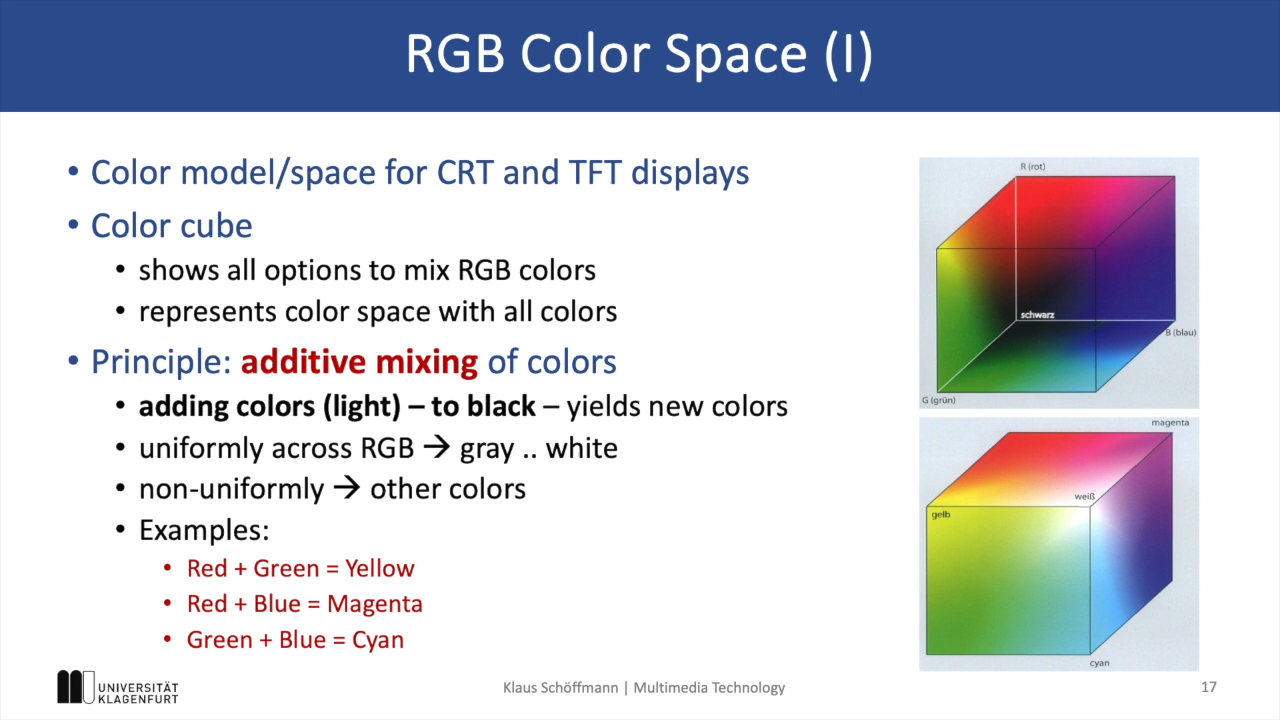 RGB Color Space (I)
• Color model/space for CRT and TFT displays
• Color cube
• shows all options to mix RGB colors
• represents color space with all colors
• Principle: additive mixing of colors
• adding colors (light) – to black – yields new colors
• uniformly across RGB → gray .. white
• non-uniformly → other colors
• Examples:
• Red + Green = Yellow
• Red + Blue = Magenta
• Green + Blue = Cyan
R (rot)
schwarz
B (blau)
G (grün)
magenta
weiß
gelb
cyan
UNIVERSITÄT
KLAGENFURT
Klaus Schöffmann | Multimedia Technology
17